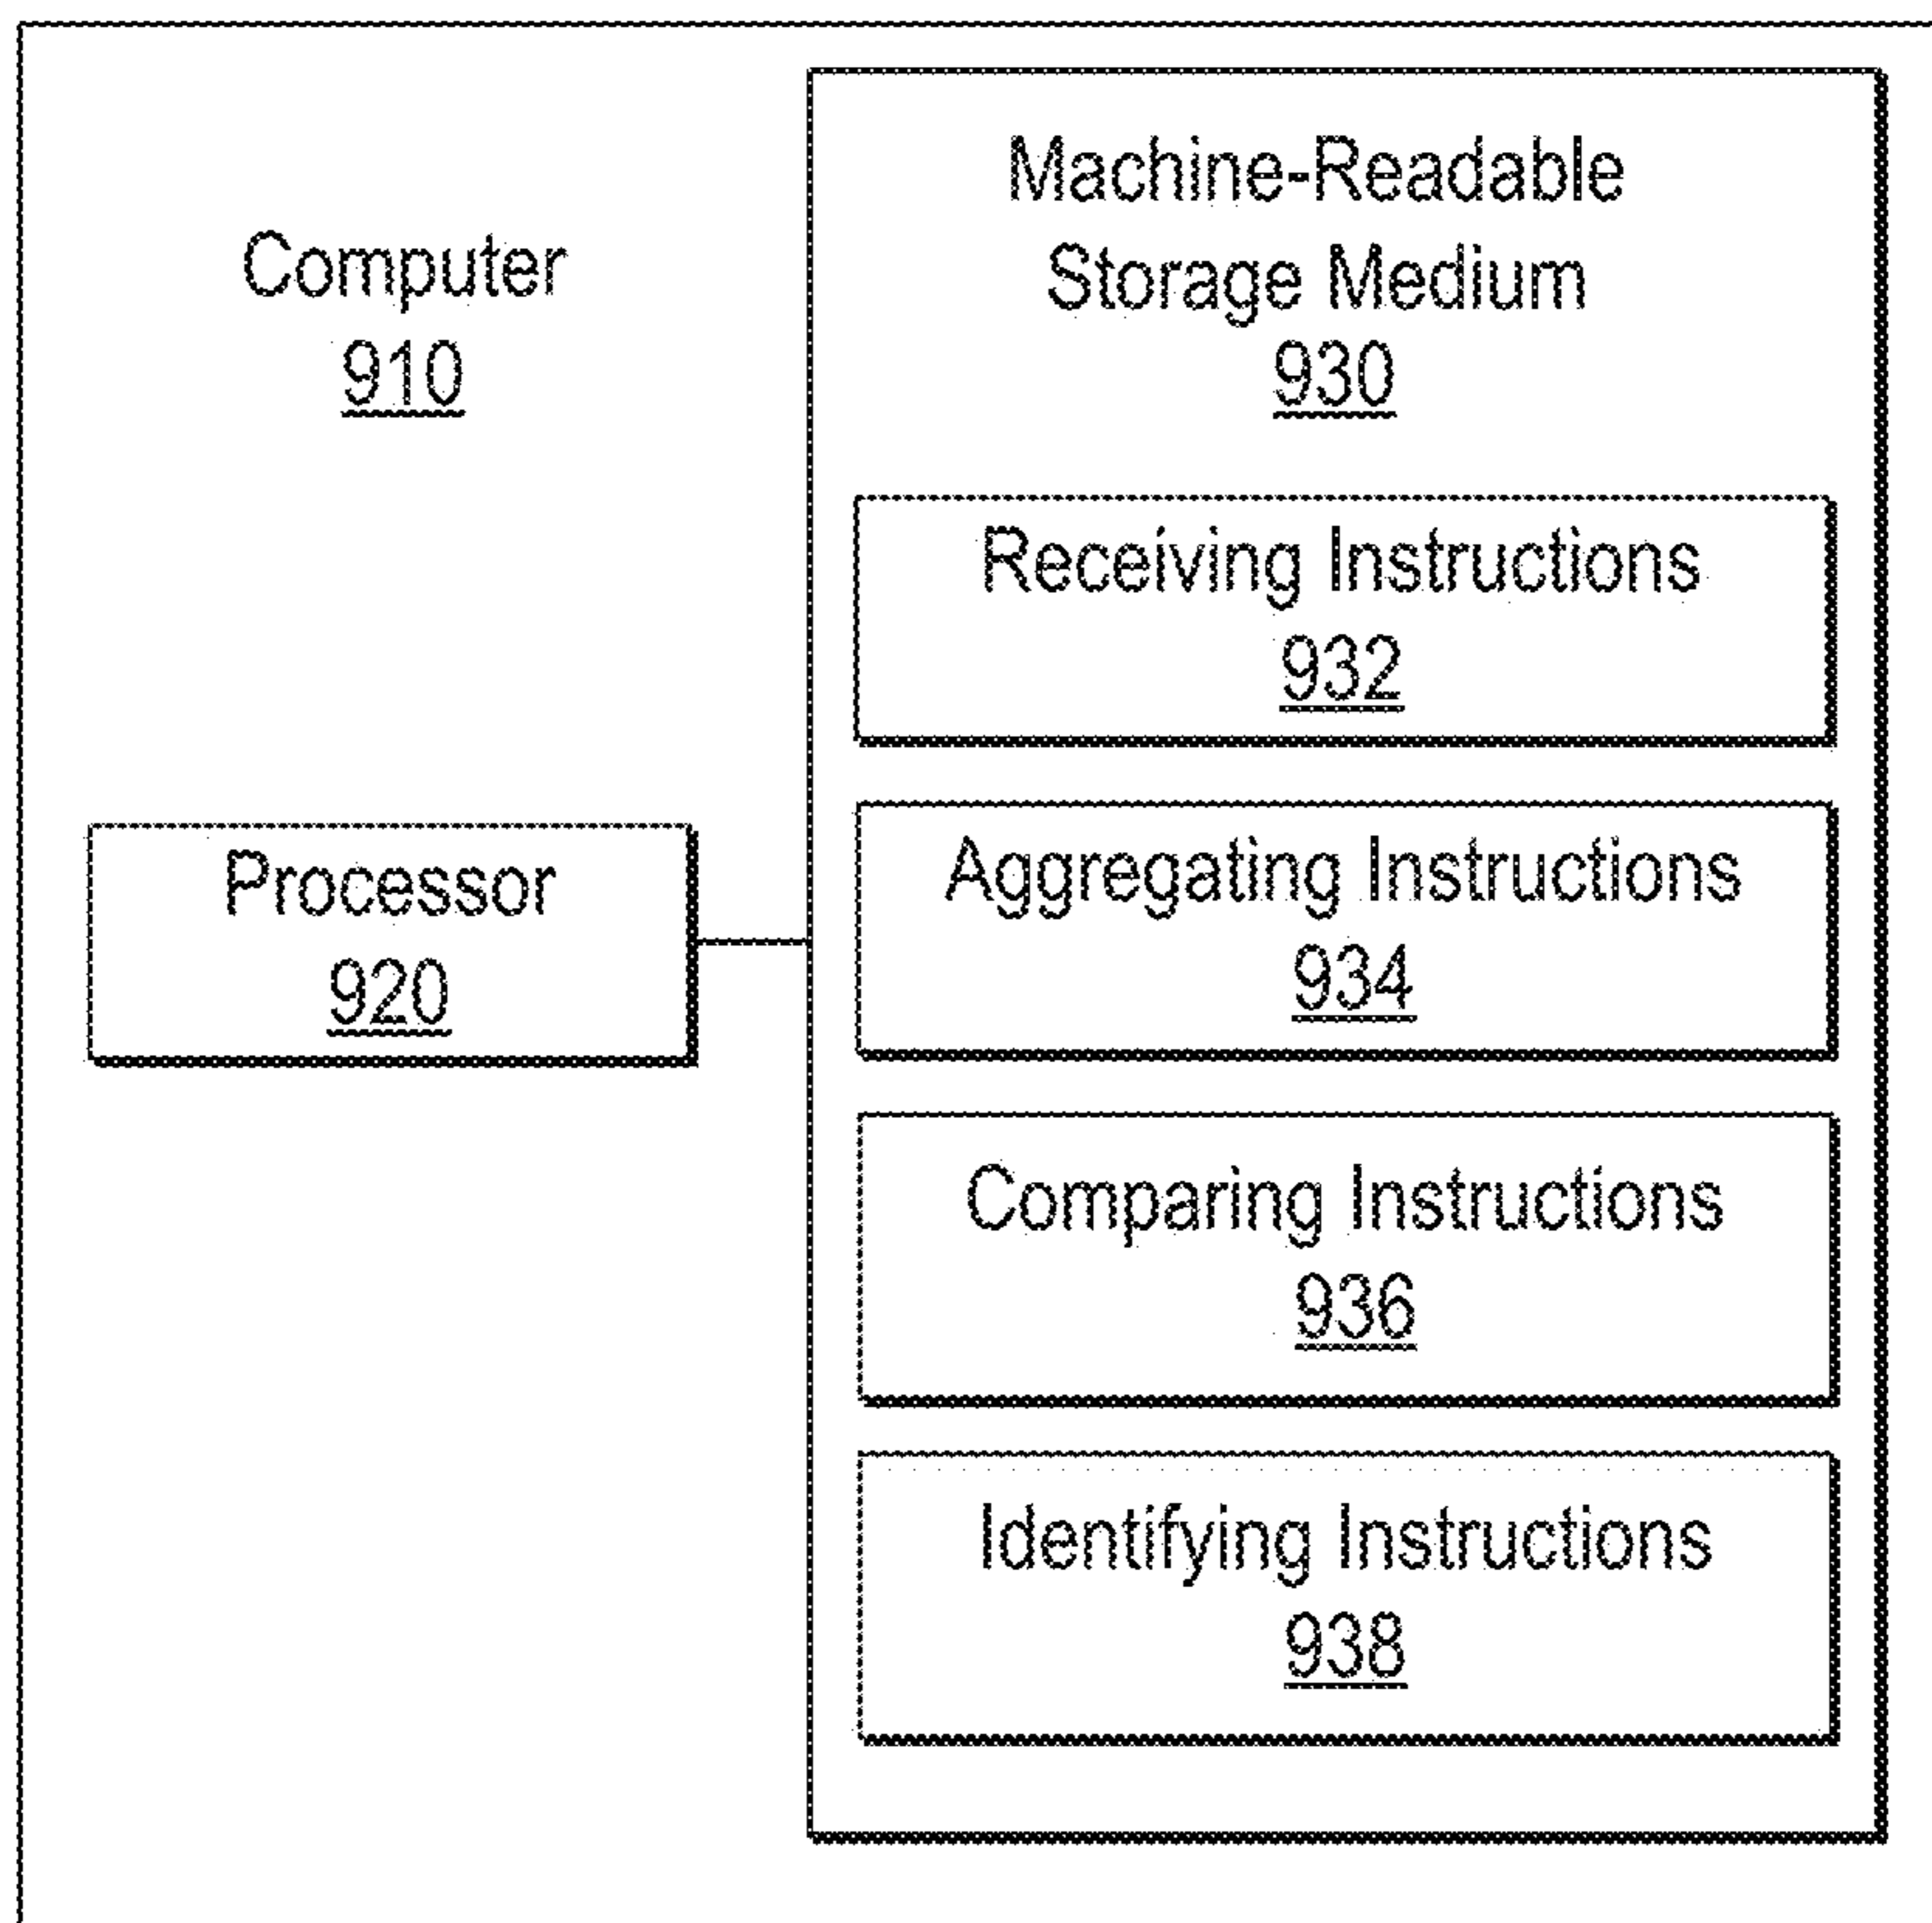 Computer
910
Machine-Readable
Storage Medium
930
Receiving Instructions
932
Processor
920
Aggregating Instructions
934
Comparing Instructions
936
Identifying Instructions
938